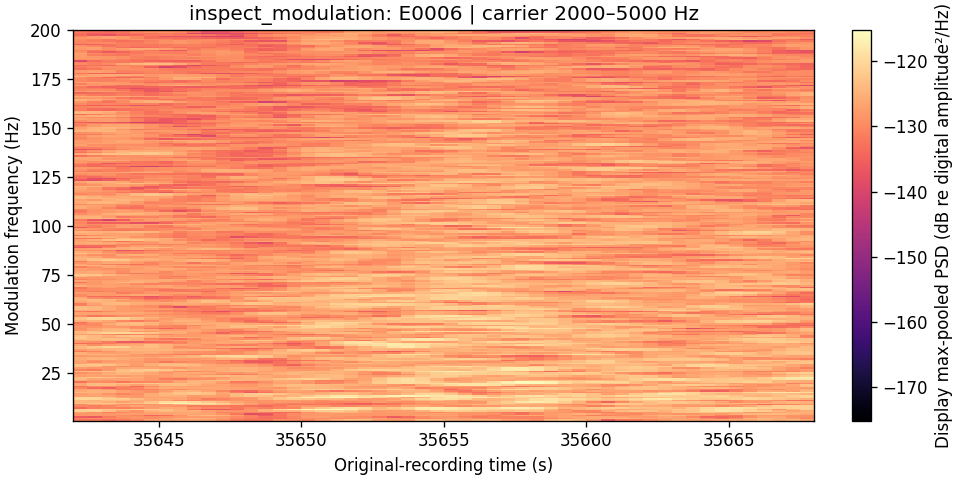 inspect_modulation: E0006 | carrier 2000–5000 Hz
200
175
150
125
100
75
50
25
Modulation frequency (Hz)
35645 35650 35655 35660 35665
Original-recording time (s)
−120
−130
−140
−150
−160
−170
Display max-pooled PSD (dB re digital amplitude²/Hz)